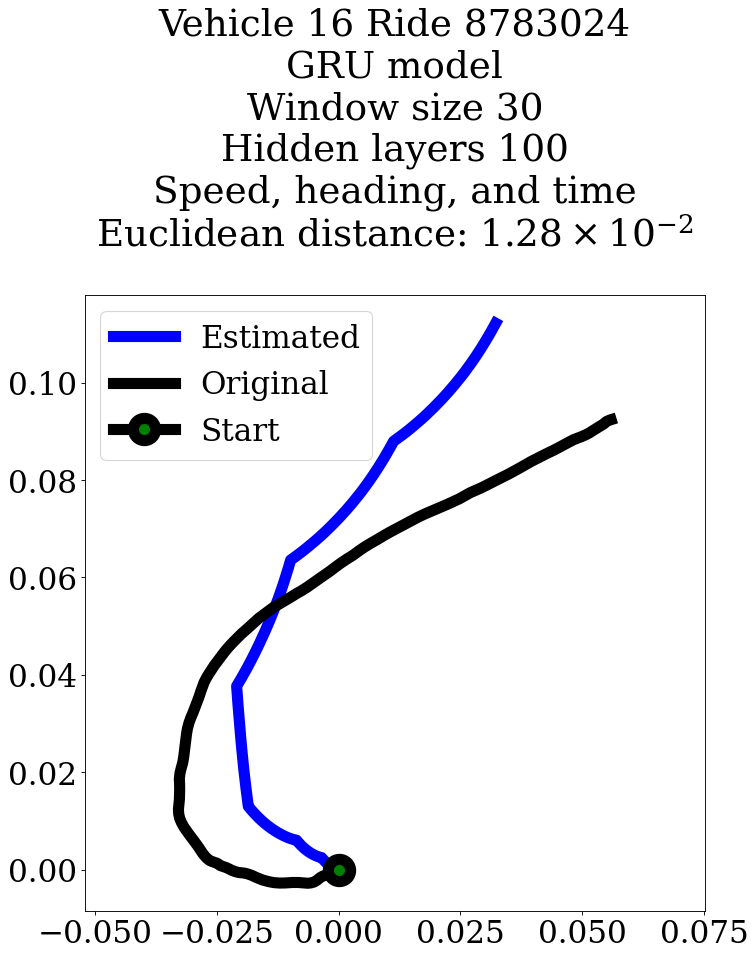 Vehicle 16 Ride 8783024
GRU model
Window size 30
Hidden layers 100
Speed, heading, and time
Euclidean distance: 1.28 × 10⁻²
Estimated
Original
Start
0.10
0.08
0.06
0.04
0.02
0.00
−0.050 −0.025 0.000 0.025 0.050 0.075